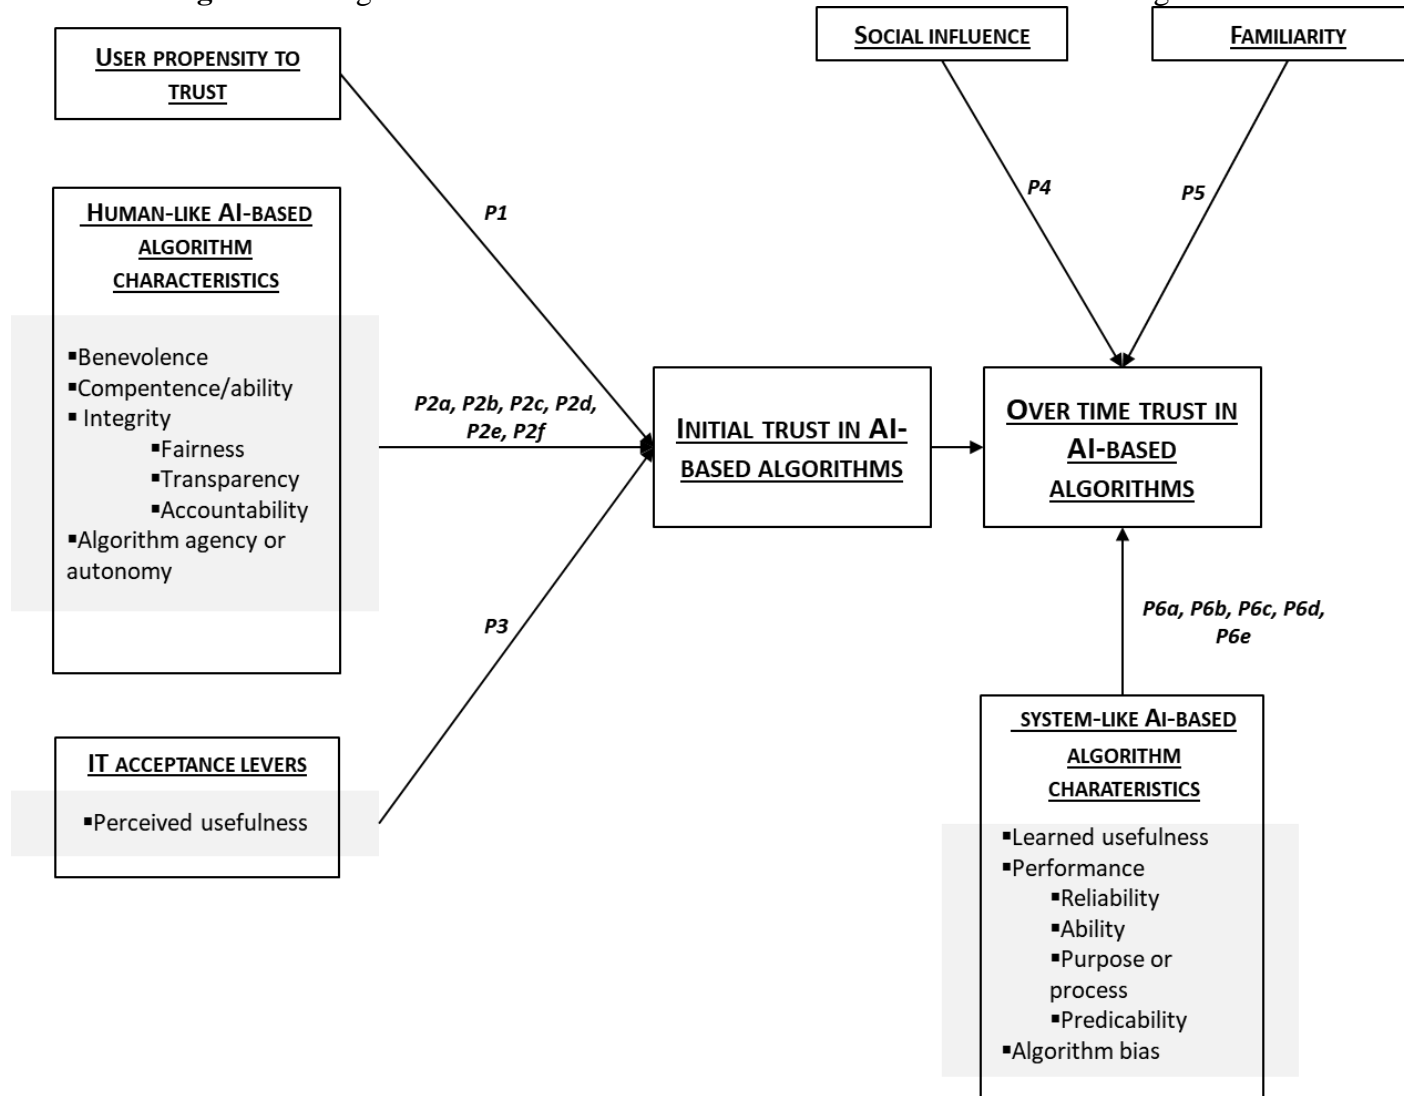 USER PROPENSITY TO
TRUST
SOCIAL INFLUENCE
FAMILIARITY
HUMAN-LIKE AI-BASED
ALGORITHM
CHARACTERISTICS
▪Benevolence
▪Compentence/ability
▪ Integrity
▪Fairness
▪Transparency
▪Accountability
▪Algorithm agency or
autonomy
IT ACCEPTANCE LEVERS
▪Perceived usefulness
P1
P2a, P2b, P2c, P2d,
P2e, P2f
P3
INITIAL TRUST IN AI-
BASED ALGORITHMS
P4
P5
OVER TIME TRUST IN
AI-BASED
ALGORITHMS
P6a, P6b, P6c, P6d,
P6e
SYSTEM-LIKE AI-BASED
ALGORITHM
CHARATERISTICS
▪Learned usefulness
▪Performance
▪Reliability
▪Ability
▪Purpose or
process
▪Predicability
▪Algorithm bias